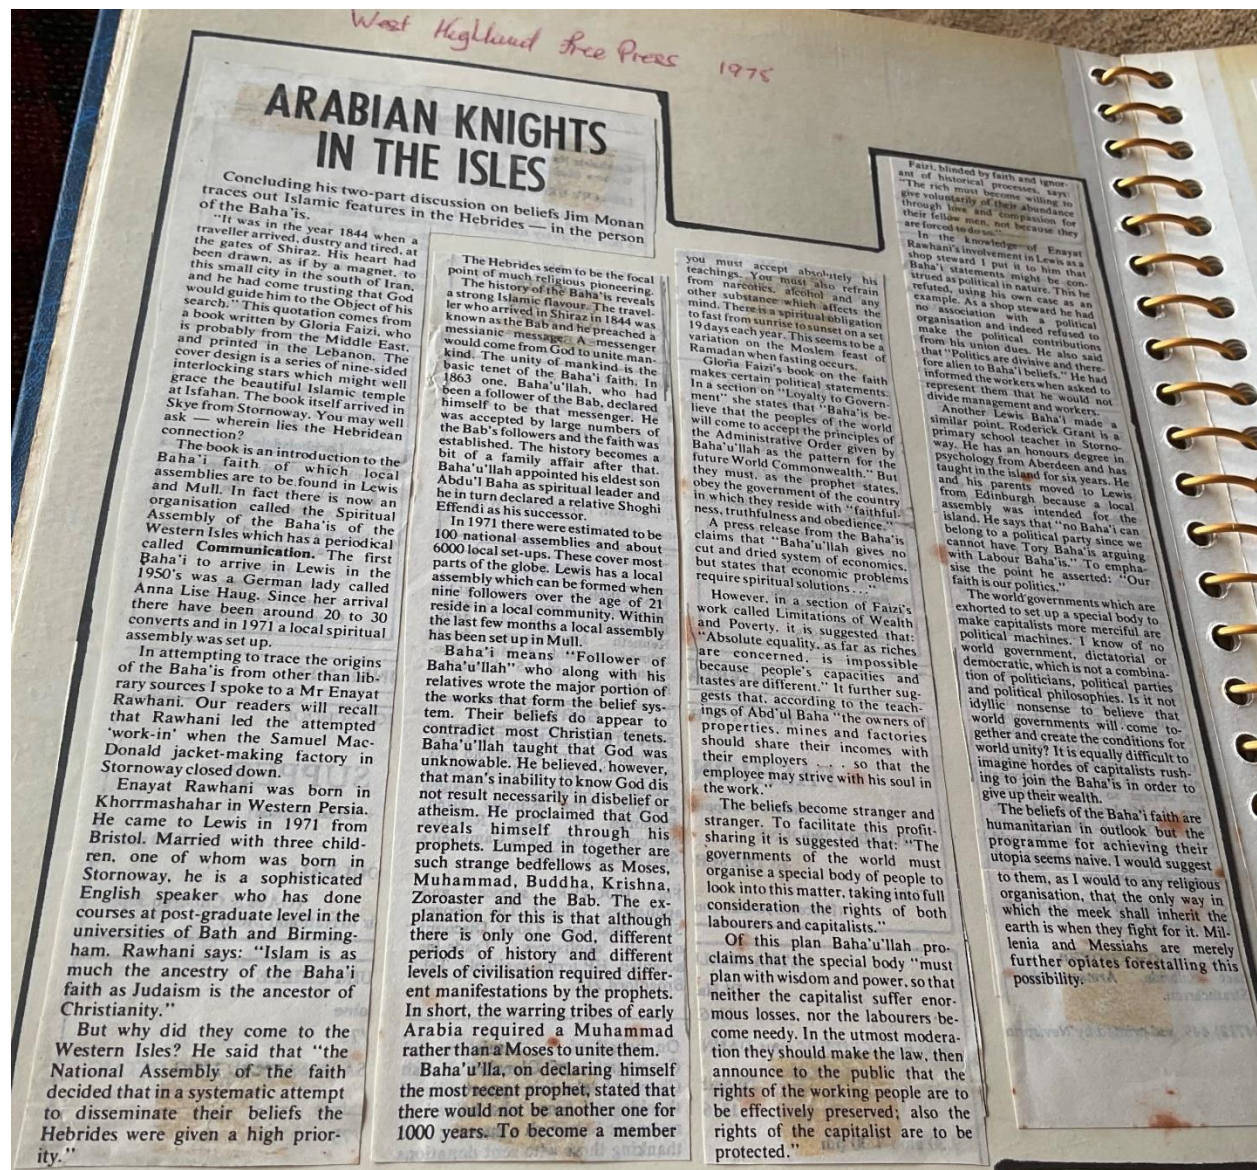 West Highland Free Press 1975
ARABIAN KNIGHTS
IN THE ISLES
Concluding his two-part discussion on beliefs Jim Monan
traces out Islamic features in the Hebrides — in the person
of the Baha'is.
"It was in the year 1844 when a
traveller arrived, dusty and tired, at
the gates of Shiraz. His heart had
been drawn, as if by a magnet, to
this small city in the south of Iran,
and he had come trusting that God
would guide him to the Object of his
search." This quotation comes from
a book written by Gloria Faizi, who
is probably from the Middle East,
and printed in the Lebanon. The
cover design is a series of nine-sided
interlocking stars which might well
grace the beautiful Islamic temple
at Isfahan. The book itself arrived in
Skye from Stornoway. You may well
ask — wherein lies the Hebridean
connection?
The book is an introduction to the
Baha'i faith of which local
assemblies are to be found in Lewis
and Mull. In fact there is now an
organisation called the Spiritual
Assembly of the Baha'is of the
Western Isles which has a periodical
called Communication. The first
Baha'i to arrive in Lewis in the
1950's was a German lady called
Anna Lise Haug. Since her arrival
there have been around 20 to 30
converts and in 1971 a local spiritual
assembly was set up.
In attempting to trace the origins
of the Baha'is from other than lib-
rary sources I spoke to a Mr Enayat
Rawhani. Our readers will recall
that Rawhani led the attempted
'work-in' when the Samuel Mac-
Donald jacket-making factory in
Stornoway closed down.
Enayat Rawhani was born in
Khorrmashahar in Western Persia.
He came to Lewis in 1971 from
Bristol. Married with three child-
ren, one of whom was born in
Stornoway, he is a sophisticated
English speaker who has done
courses at post-graduate level in the
universities of Bath and Birming-
ham. Rawhani says: "Islam is as
much the ancestry of the Baha'i
faith as Judaism is the ancestor of
Christianity."
But why did they come to the
Western Isles? He said that "the
National Assembly of the faith
decided that in a systematic attempt
to disseminate their beliefs the
Hebrides were given a high prior-
ity."
The Hebrides seem to be the focal
point of much religious pioneering.
The history of the Baha'is reveals
a strong Islamic flavour. The travel-
ler who arrived in Shiraz in 1844 was
known as the Bab and he preached a
messianic message. A messenger
would come from God to unite man-
kind. The unity of mankind is the
basic tenet of the Baha'i faith. In
1863 one, Baha'u'llah, who had
been a follower of the Bab, declared
himself to be that messenger. He
was accepted by large numbers of
the Bab's followers and the faith was
established. The history becomes a
bit of a family affair after that.
Baha'u'llah appointed his eldest son
Abdu'l Baha as spiritual leader and
he in turn declared a relative Shoghi
Effendi as his successor.
In 1971 there were estimated to be
100 national assemblies and about
6000 local set-ups. These cover most
parts of the globe. Lewis has a local
assembly which can be formed when
nine followers over the age of 21
reside in a local community. Within
the last few months a local assembly
has been set up in Mull.
Baha'i means "Follower of
Baha'u'llah" who along with his
relatives wrote the major portion of
the works that form the belief sys-
tem. Their beliefs do appear to
contradict most Christian tenets.
Baha'u'llah taught that God was
unknowable. He believed, however,
that man's inability to know God dis
not result necessarily in disbelief or
atheism. He proclaimed that God
reveals himself through his
prophets. Lumped in together are
such strange bedfellows as Moses,
Muhammad, Buddha, Krishna,
Zoroaster and the Bab. The ex-
planation for this is that although
there is only one God, different
periods of history and different
levels of civilisation required differ-
ent manifestations by the prophets.
In short, the warring tribes of early
Arabia required a Muhammad
rather than a Moses to unite them.
Baha'u'lla, on declaring himself
the most recent prophet, stated that
there would not be another one for
1000 years. To become a member
you must accept absolutely his
teachings. You must also refrain
from narcotics, alcohol and any
other substance which affects the
mind. There is a spiritual obligation
to fast from sunrise to sunset on a set
19 days each year. This seems to be a
variation on the Moslem feast of
Ramadan when fasting occurs.
Gloria Faizi's book on the faith
makes certain political statements.
In a section on "Loyalty to Govern-
ment" she states that "Baha'is be-
lieve that the peoples of the world
will come to accept the principles of
the Administrative Order given by
Baha'u'llah as the pattern for the
future World Commonwealth." But
they must, as the prophet states,
obey the government of the country
in which they reside with "faithful-
ness, truthfulness and obedience."
A press release from the Baha'is
claims that "Baha'u'llah gives no
cut and dried system of economics,
but states that economic problems
require spiritual solutions . . ."
However, in a section of Faizi's
work called Limitations of Wealth
and Poverty, it is suggested that:
"Absolute equality, as far as riches
are concerned, is impossible
because people's capacities and
tastes are different." It further sug-
gests that, according to the teach-
ings of Abd'ul Baha "the owners of
properties, mines and factories
should share their incomes with
their employers . . . so that the
employee may strive with his soul in
the work."
The beliefs become stranger and
stranger. To facilitate this profit-
sharing it is suggested that: "The
governments of the world must
organise a special body of people to
look into this matter, taking into full
consideration the rights of both
labourers and capitalists."
Of this plan Baha'u'llah pro-
claims that the special body "must
plan with wisdom and power, so that
neither the capitalist suffer enor-
mous losses, nor the labourers be-
come needy. In the utmost modera-
tion they should make the law, then
announce to the public that the
rights of the working people are to
be effectively preserved; also the
rights of the capitalist are to be
protected."
Faizi, blinded by faith and ignor-
ant of historical processes, says:
"The rich must become willing to
give voluntarily of their abundance
through love and compassion for
their fellow men, not because they
are forced to do so."
In the knowledge of Enayat
Rawhani's involvement in Lewis as a
shop steward I put it to him that
Baha'i statements might be con-
strued as political in nature. This he
refuted, using his own case as an
example. As a shop steward he had
no association with a political
organisation and indeed refused to
make the political contributions
from his union dues. He also said
that "Politics are divisive and there-
fore alien to Baha'i beliefs." He had
informed the workers when asked to
represent them that he would not
divide management and workers.
Another Lewis Baha'i made a
similar point. Roderick Grant is a
primary school teacher in Storno-
way. He has an honours degree in
psychology from Aberdeen and has
taught in the island for six years. He
and his parents moved to Lewis
from Edinburgh because a local
assembly was intended for the
island. He says that "no Baha'i can
belong to a political party since we
cannot have Tory Baha'is arguing
with Labour Baha'is." To empha-
sise the point he asserted: "Our
faith is our politics."
The world governments which are
exhorted to set up a special body to
make capitalists more merciful are
political machines. I know of no
world government, dictatorial or
democratic, which is not a combina-
tion of politicians, political parties
and political philosophies. Is it not
idyllic nonsense to believe that
world governments will come to-
gether and create the conditions for
world unity? It is equally difficult to
imagine hordes of capitalists rush-
ing to join the Baha'is in order to
give up their wealth.
The beliefs of the Baha'i faith are
humanitarian in outlook but the
programme for achieving their
utopia seems naive. I would suggest
to them, as I would to any religious
organisation, that the only way in
which the meek shall inherit the
earth is when they fight for it. Mil-
lenia and Messiahs are merely
further opiates forestalling this
possibility.